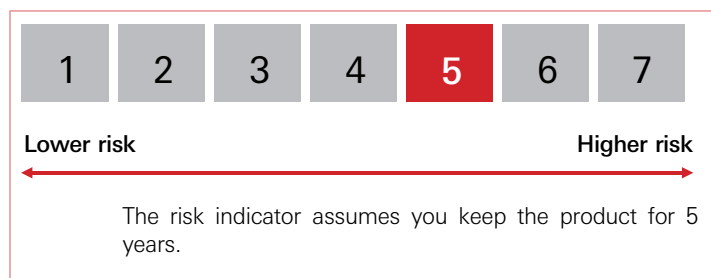 1 2 3 4 5 6 7
Lower risk Higher risk
The risk indicator assumes you keep the product for 5
years.